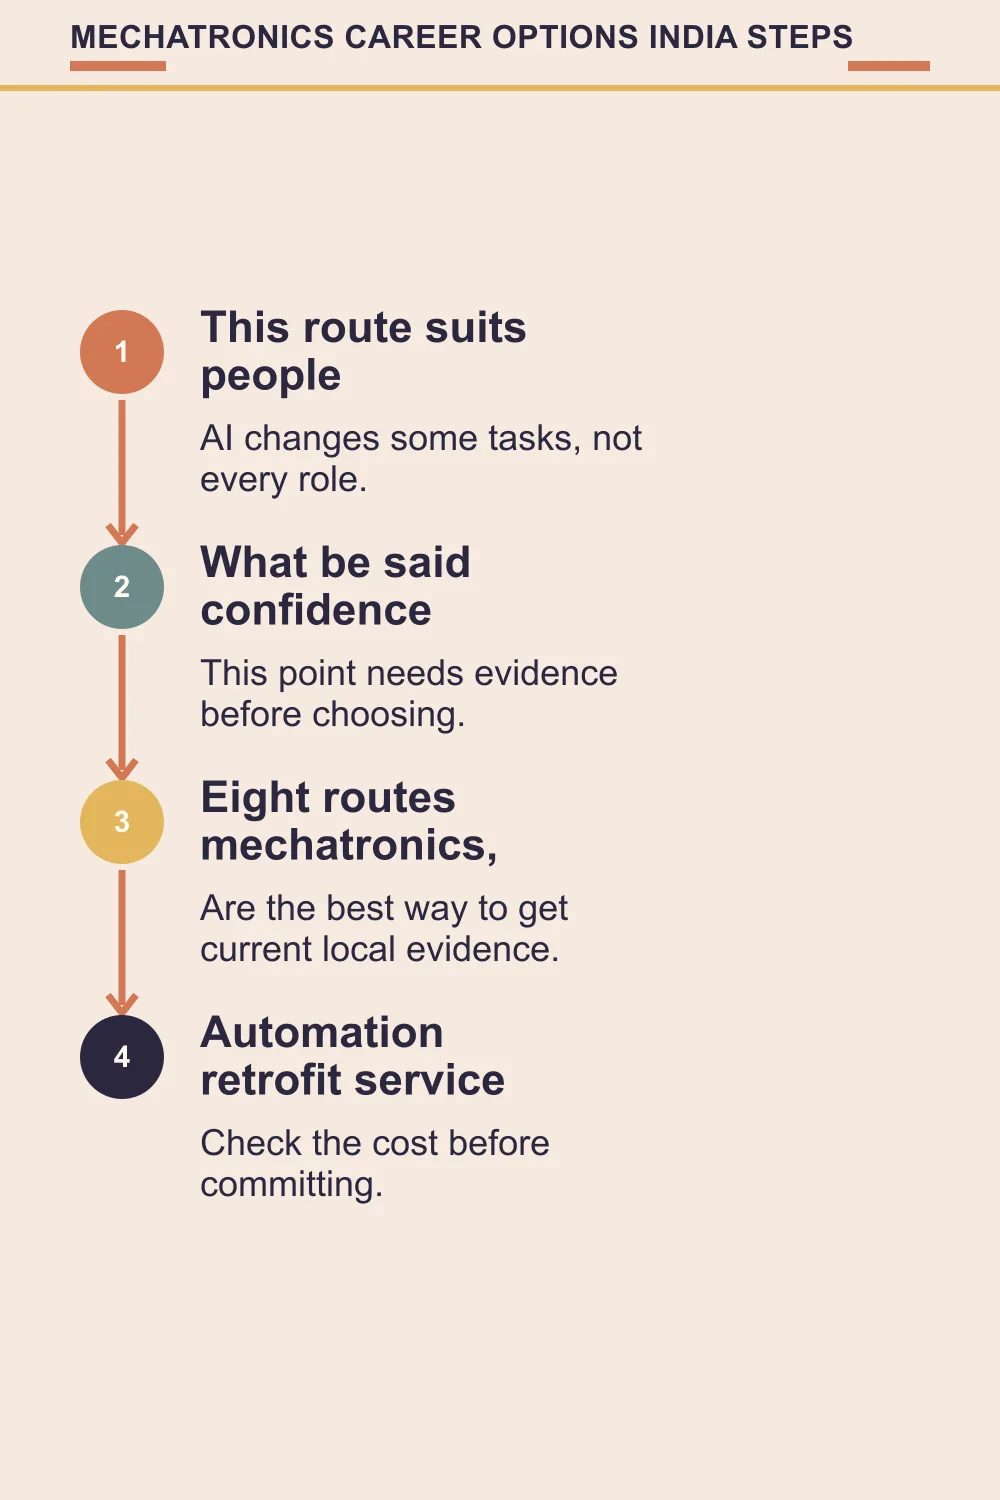 MECHATRONICS CAREER OPTIONS INDIA STEPS
1
This route suits
people
AI changes some tasks, not
every role.
2
What be said
confidence
This point needs evidence
before choosing.
3
Eight routes
mechatronics,
Are the best way to get
current local evidence.
4
Automation
retrofit service
Check the cost before
committing.